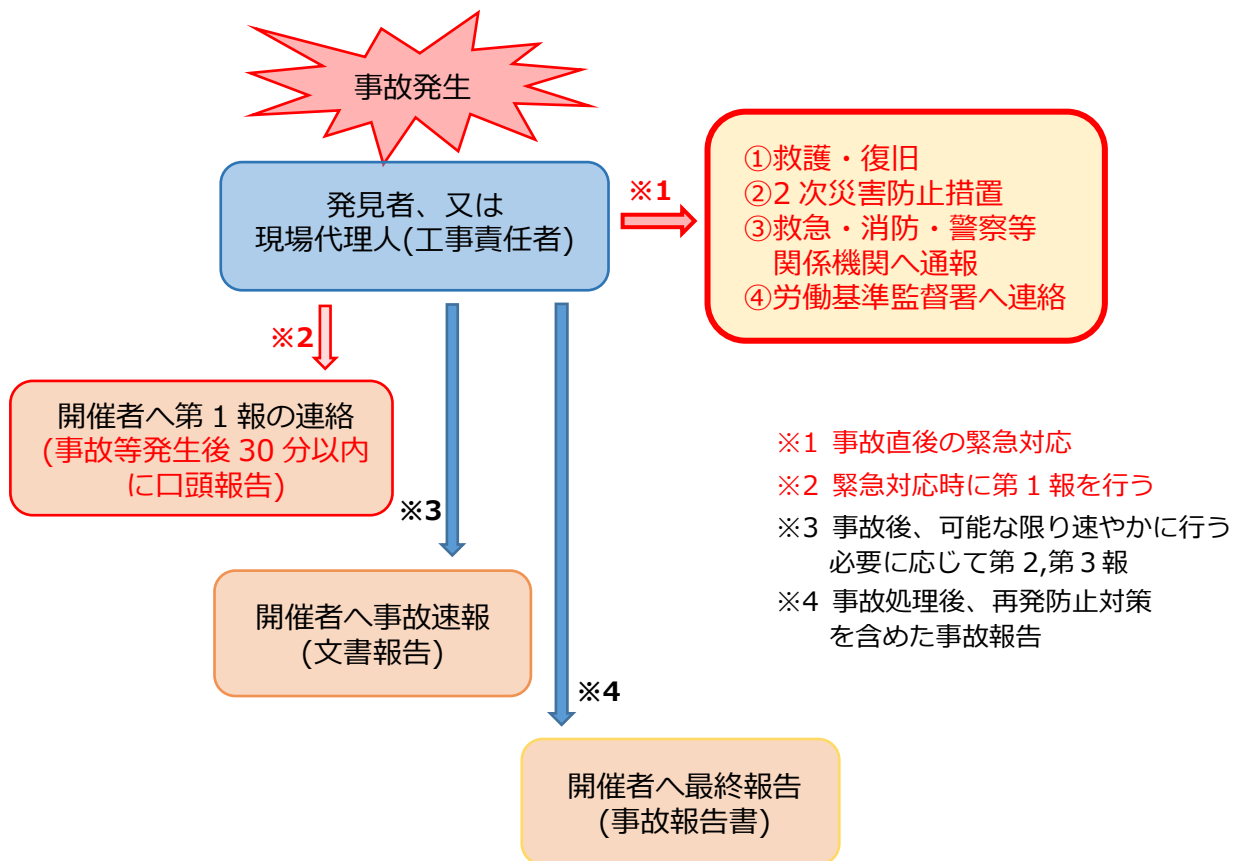 事故発生
発見者、又は
現場代理人(工事責任者)
※1
①救護・復旧
②2 次災害防止措置
③救急・消防・警察等
関係機関へ通報
④労働基準監督署へ連絡
※2
開催者へ第 1 報の連絡
(事故等発生後 30 分以内
に口頭報告)
※3
開催者へ事故速報
(文書報告)
※4
開催者へ最終報告
(事故報告書)
※1 事故直後の緊急対応
※2 緊急対応時に第 1 報を行う
※3 事故後、可能な限り速やかに行う
必要に応じて第 2,第 3 報
※4 事故処理後、再発防止対策
を含めた事故報告